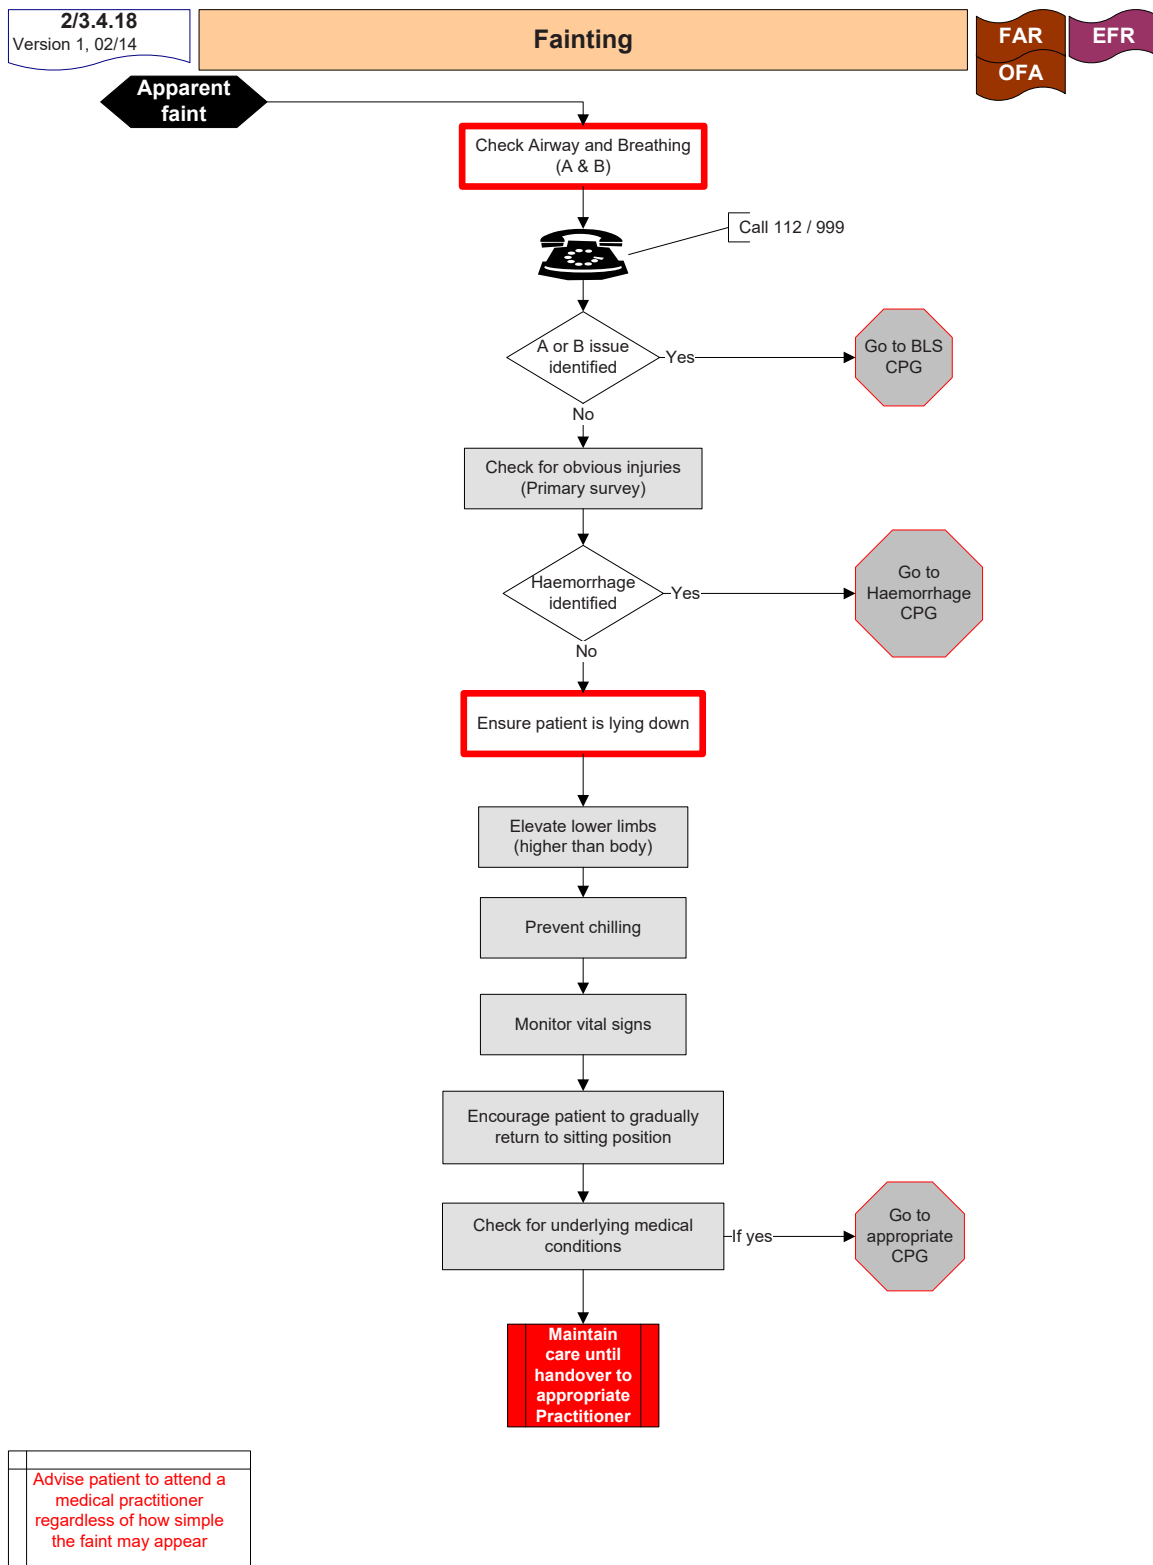 2/3.4.18
Version 1, 02/14
Fainting
FAR
EFR
OFA
Apparent
faint
Check Airway and Breathing
(A & B)
Call 112 / 999
A or B issue
identified
Yes
Go to BLS
CPG
No
Check for obvious injuries
(Primary survey)
Haemorrhage
identified
Yes
Go to
Haemorrhage
CPG
No
Ensure patient is lying down
Elevate lower limbs
(higher than body)
Prevent chilling
Monitor vital signs
Encourage patient to gradually
return to sitting position
Check for underlying medical
conditions
If yes
Go to
appropriate
CPG
Maintain
care until
handover to
appropriate
Practitioner
Advise patient to attend a
medical practitioner
regardless of how simple
the faint may appear